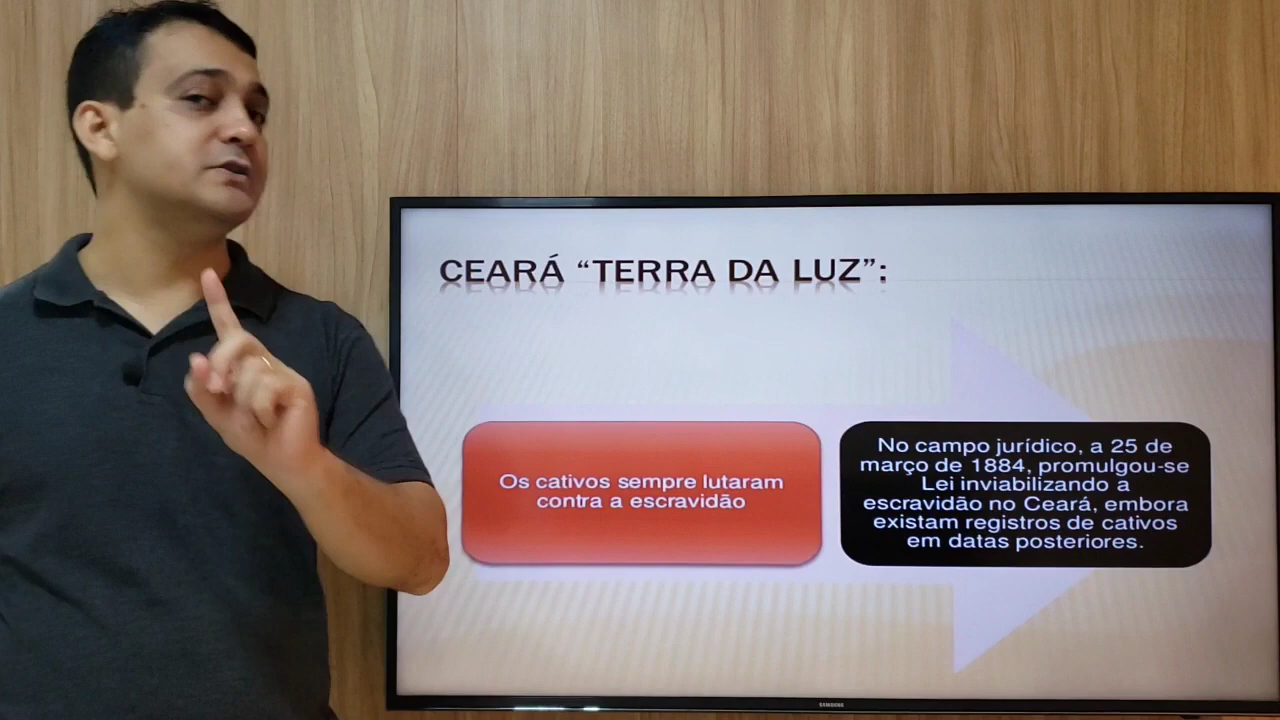 CEARÁ “TERRA DA LUZ”:
Os cativos sempre lutaram
contra a escravidão
No campo jurídico, a 25 de
março de 1884, promulgou-se
Lei inviabilizando a
escravidão no Ceará, embora
existam registros de cativos
em datas posteriores.
SAMSUNG